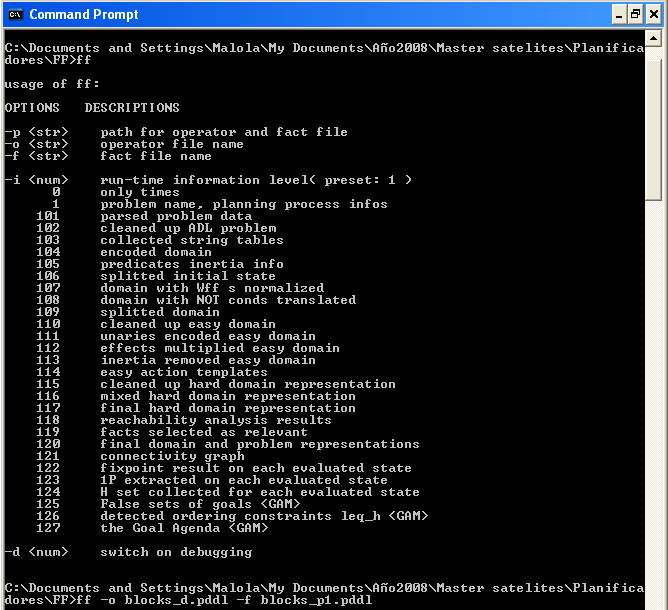 Command Prompt
C:\Documents and Settings\Malola\My Documents\Año2008\Master satelites\Planifica
dores\FF>ff
usage of ff:
OPTIONS   DESCRIPTIONS
-p <str>    path for operator and fact file
-o <str>    operator file name
-f <str>    fact file name
-i <num>    run-time information level( preset: 1 )
      0     only times
      1     problem name, planning process infos
    101     parsed problem data
    102     cleaned up ADL problem
    103     collected string tables
    104     encoded domain
    105     predicates inertia info
    106     splitted initial state
    107     domain with Wff s normalized
    108     domain with NOT conds translated
    109     splitted domain
    110     cleaned up easy domain
    111     unaries encoded easy domain
    112     effects multiplied easy domain
    113     inertia removed easy domain
    114     easy action templates
    115     cleaned up hard domain representation
    116     mixed hard domain representation
    117     final hard domain representation
    118     reachability analysis results
    119     facts selected as relevant
    120     final domain and problem representations
    121     connectivity graph
    122     fixpoint result on each evaluated state
    123     1P extracted on each evaluated state
    124     H set collected for each evaluated state
    125     False sets of goals <GAM>
    126     detected ordering constraints leq_h <GAM>
    127     the Goal Agenda <GAM>
-d <num>    switch on debugging
C:\Documents and Settings\Malola\My Documents\Año2008\Master satelites\Planifica
dores\FF>ff -o blocks_d.pddl -f blocks_p1.pddl